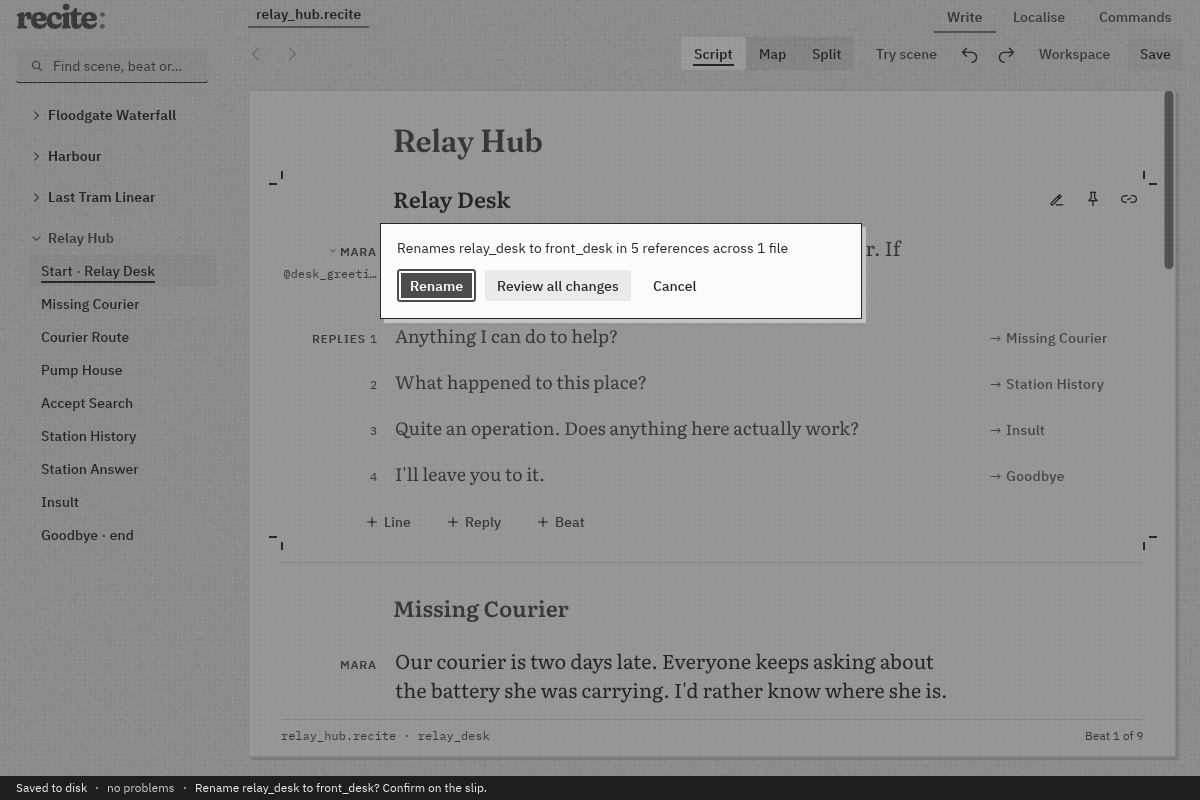 recite:
relay_hub.recite
Write
Localise
Commands
Find scene, beat or...
Script
Map
Split
Try scene
Workspace
Save
Floodgate Waterfall
Harbour
Last Tram Linear
Relay Hub
Start · Relay Desk
Missing Courier
Courier Route
Pump House
Accept Search
Station History
Station Answer
Insult
Goodbye · end
Relay Hub
Relay Desk
MARA
r. If
@desk_greeti…
Renames relay_desk to front_desk in 5 references across 1 file
Rename
Review all changes
Cancel
REPLIES 1 Anything I can do to help? → Missing Courier
2 What happened to this place? → Station History
3 Quite an operation. Does anything here actually work? → Insult
4 I'll leave you to it. → Goodbye
+ Line + Reply + Beat
Missing Courier
MARA Our courier is two days late. Everyone keeps asking about
the battery she was carrying. I'd rather know where she is.
relay_hub.recite · relay_desk
Beat 1 of 9
Saved to disk · no problems · Rename relay_desk to front_desk? Confirm on the slip.